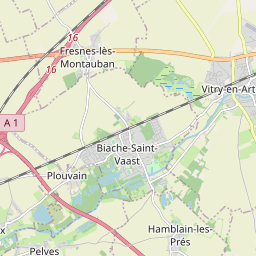 16
Fresnes-lès-
Montauban
16
Vitry-en-Art
A 1
Biache-Saint-
Vaast
Plouvain
Hamblain-les-
Prés
x
Pelves